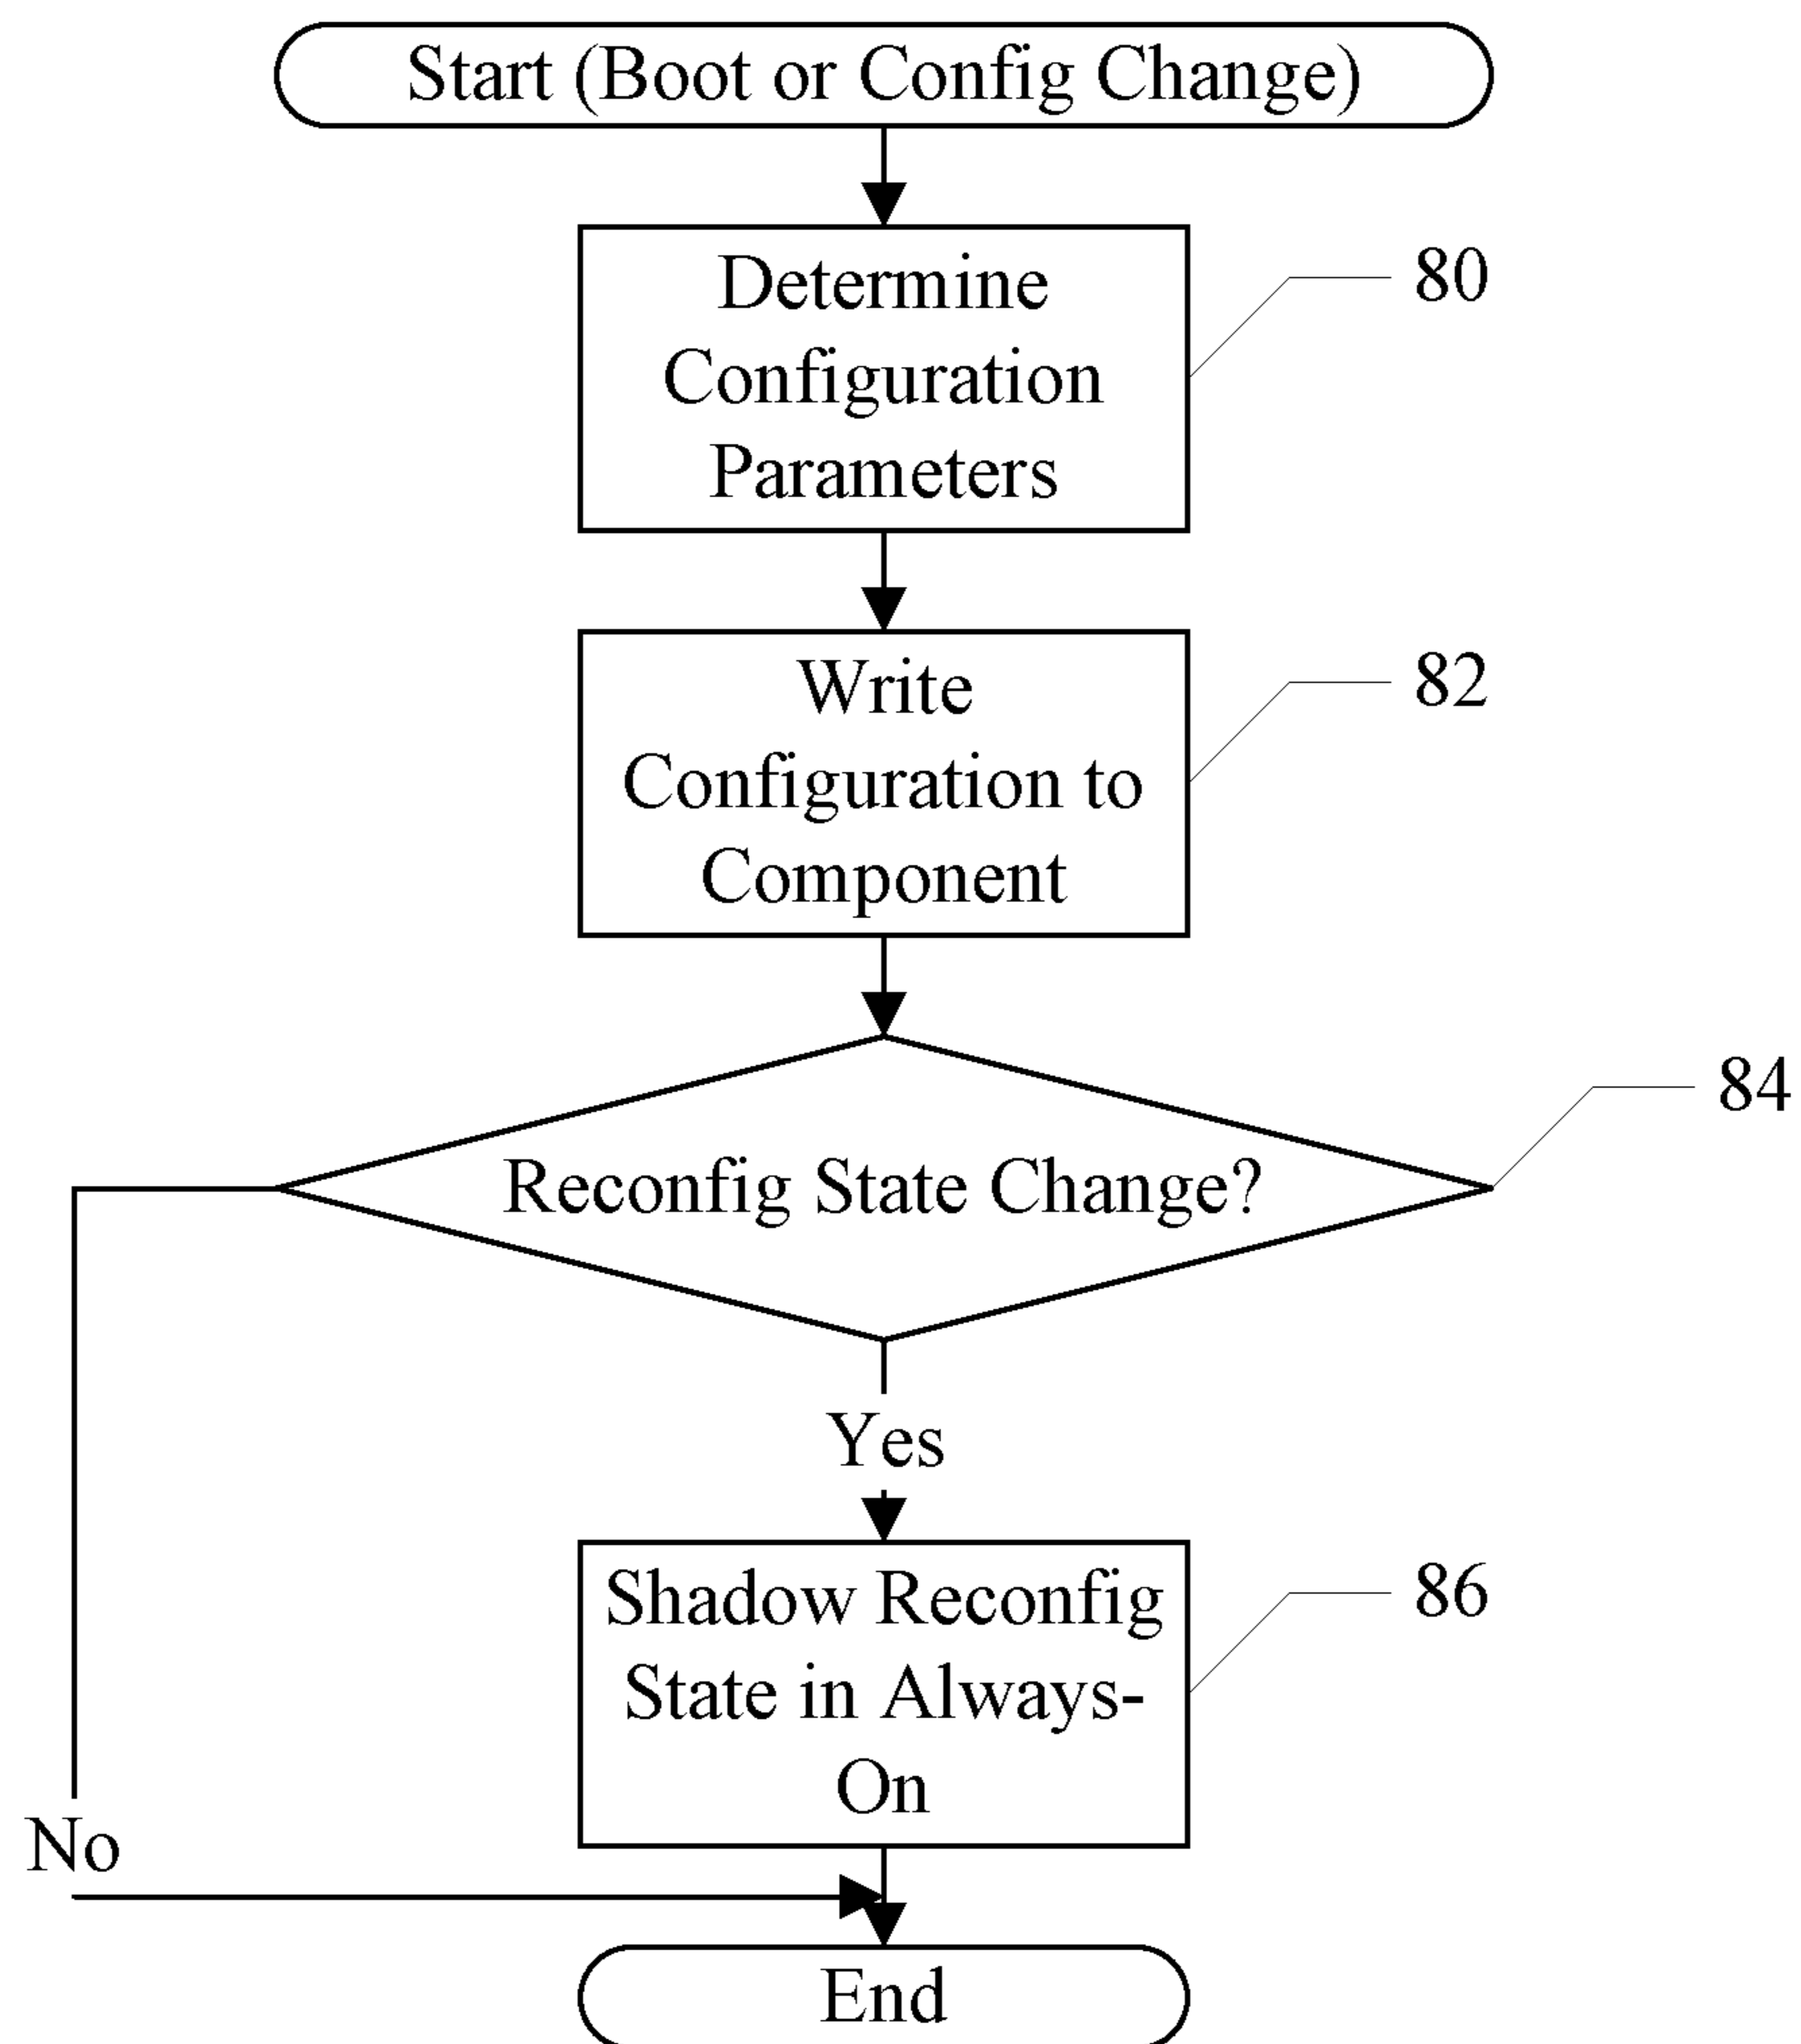 Start (Boot or Config Change)
Determine
Configuration
Parameters
80
Write
Configuration to
Component
82
Reconfig State Change?
84
Yes
Shadow Reconfig
State in Always-
On
86
No
End